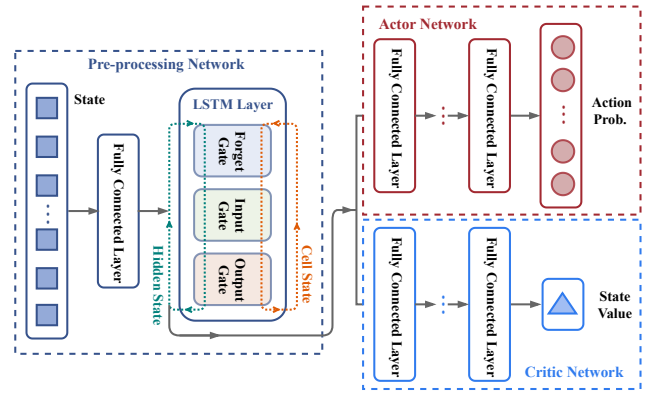 Pre-processing Network
State
Fully Connected Layer
LSTM Layer
Forget
Gate
Input
Gate
Output
Gate
Hidden State
Cell State
Actor Network
Fully Connected Layer
Fully Connected Layer
Action
Prob.
Fully Connected Layer
Fully Connected Layer
State
Value
Critic Network